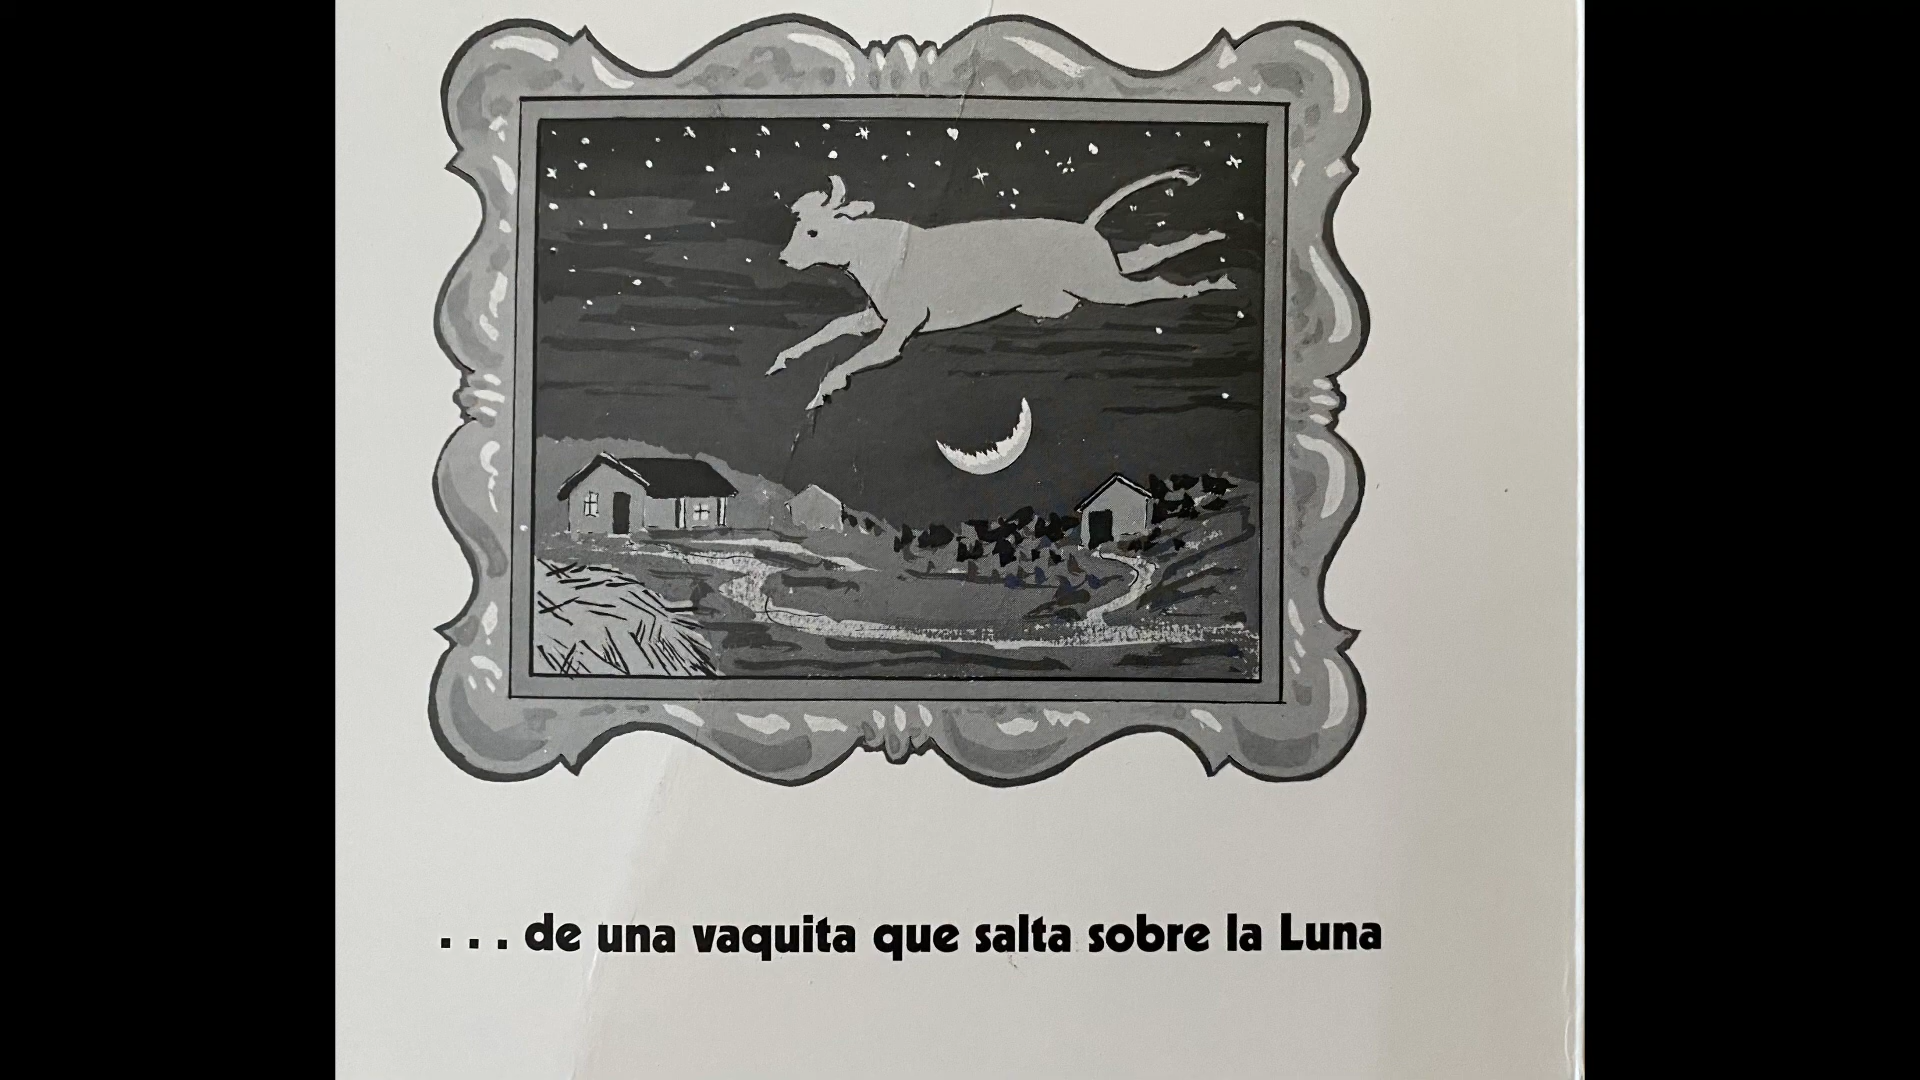 . . . de una vaquita que salta sobre la Luna